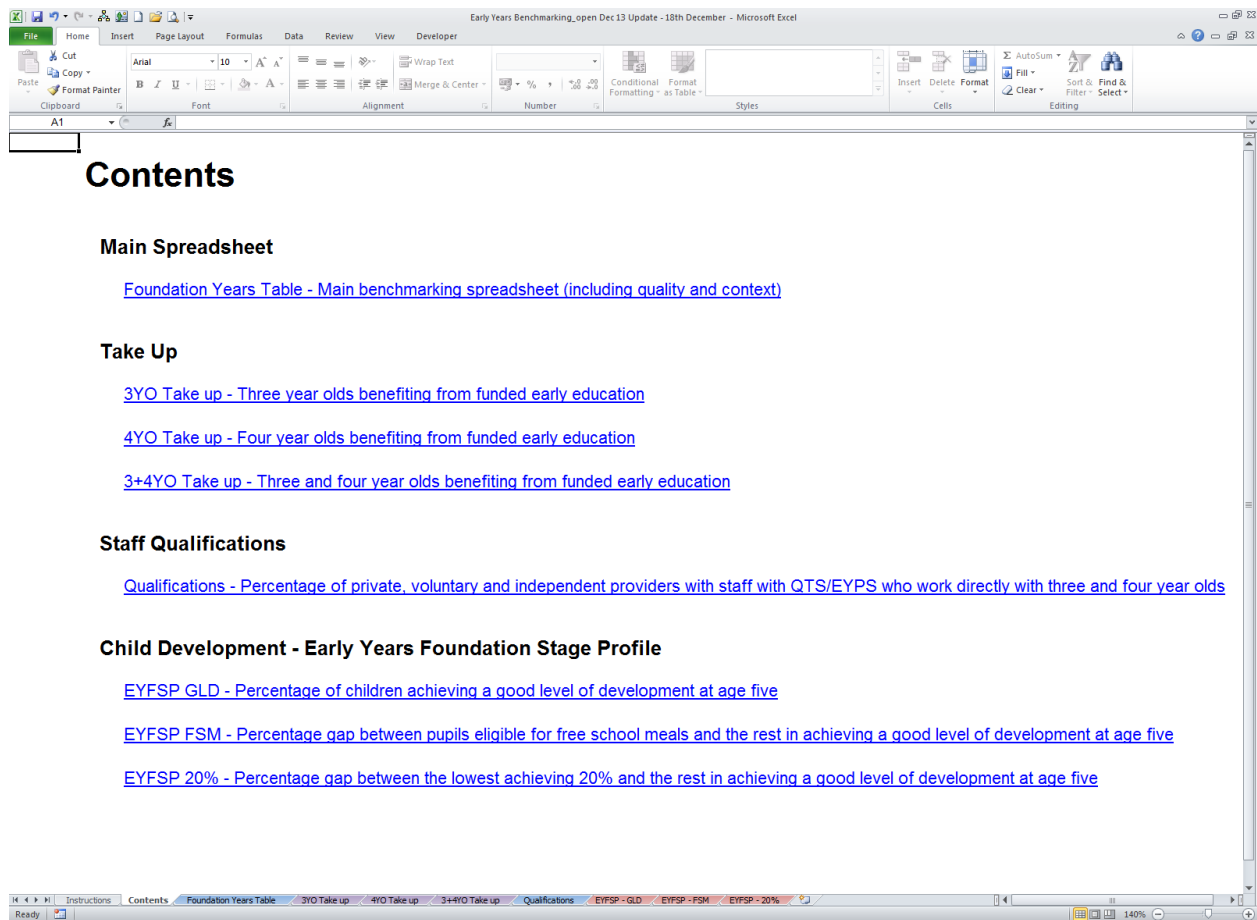 Early Years Benchmarking_open Dec 13 Update - 18th December - Microsoft Excel
File Home Insert Page Layout Formulas Data Review View Developer
Paste
Cut
Copy
Format Painter
Clipboard
Arial 10
B I U
Font
Wrap Text
Merge & Center
Alignment
%
Number
Conditional Formatting
Format as Table
Styles
Insert Delete Format
Cells
Σ AutoSum
Fill
Clear
Sort & Filter
Find & Select
Editing
A1 fx
Contents
Main Spreadsheet
Foundation Years Table - Main benchmarking spreadsheet (including quality and context)
Take Up
3YO Take up - Three year olds benefiting from funded early education
4YO Take up - Four year olds benefiting from funded early education
3+4YO Take up - Three and four year olds benefiting from funded early education
Staff Qualifications
Qualifications - Percentage of private, voluntary and independent providers with staff with QTS/EYPS who work directly with three and four year olds
Child Development - Early Years Foundation Stage Profile
EYFSP GLD - Percentage of children achieving a good level of development at age five
EYFSP FSM - Percentage gap between pupils eligible for free school meals and the rest in achieving a good level of development at age five
EYFSP 20% - Percentage gap between the lowest achieving 20% and the rest in achieving a good level of development at age five
Instructions Contents Foundation Years Table 3YO Take up 4YO Take up 3+4YO Take up Qualifications EYFSP - GLD EYFSP - FSM EYFSP - 20%
Ready 140%